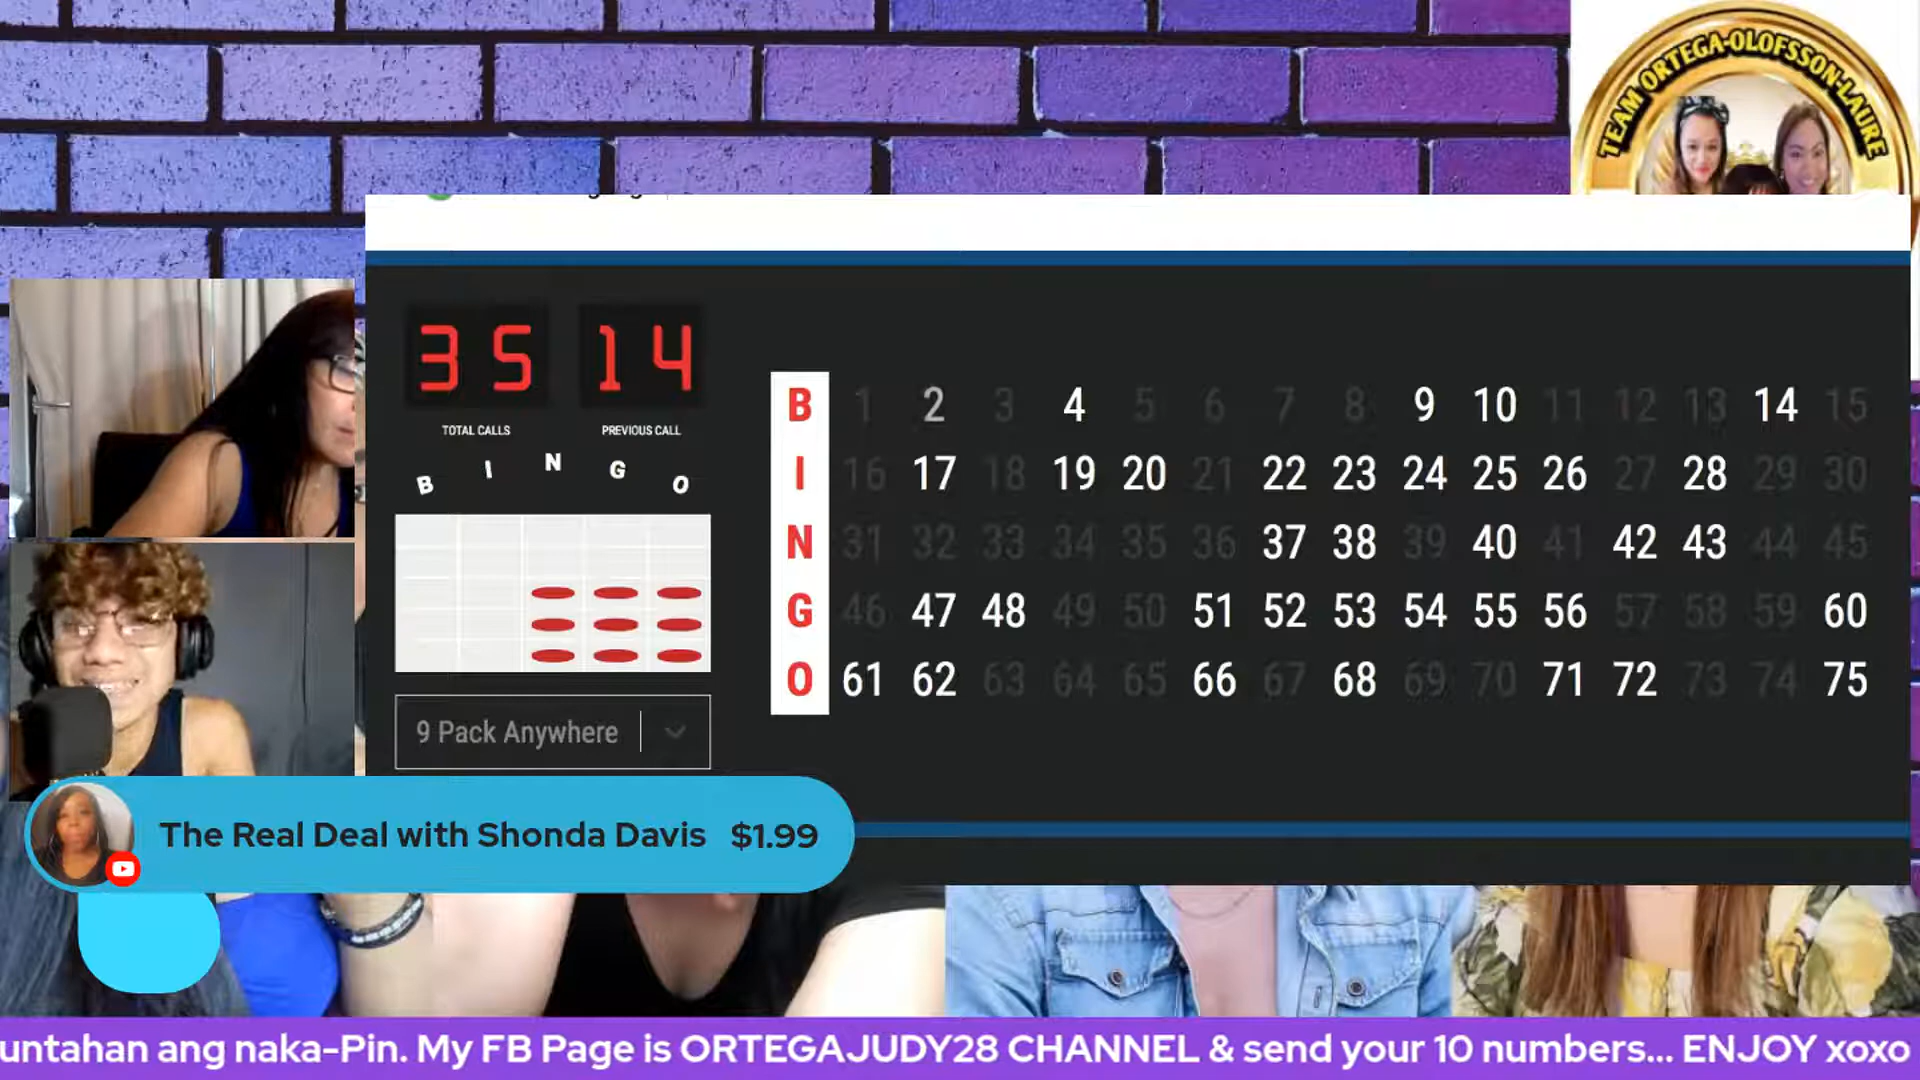 TEAM ORTEGA-OLOFSSON-LAURE
35 14
TOTAL CALLS PREVIOUS CALL
B I N G O
9 Pack Anywhere
B 1 2 3 4 5 6 7 8 9 10 11 12 13 14 15
I 16 17 18 19 20 21 22 23 24 25 26 27 28 29 30
N 31 32 33 34 35 36 37 38 39 40 41 42 43 44 45
G 46 47 48 49 50 51 52 53 54 55 56 57 58 59 60
O 61 62 63 64 65 66 67 68 69 70 71 72 73 74 75
The Real Deal with Shonda Davis $1.99
untahan ang naka-Pin. My FB Page is ORTEGAJUDY28 CHANNEL & send your 10 numbers... ENJOY xoxo